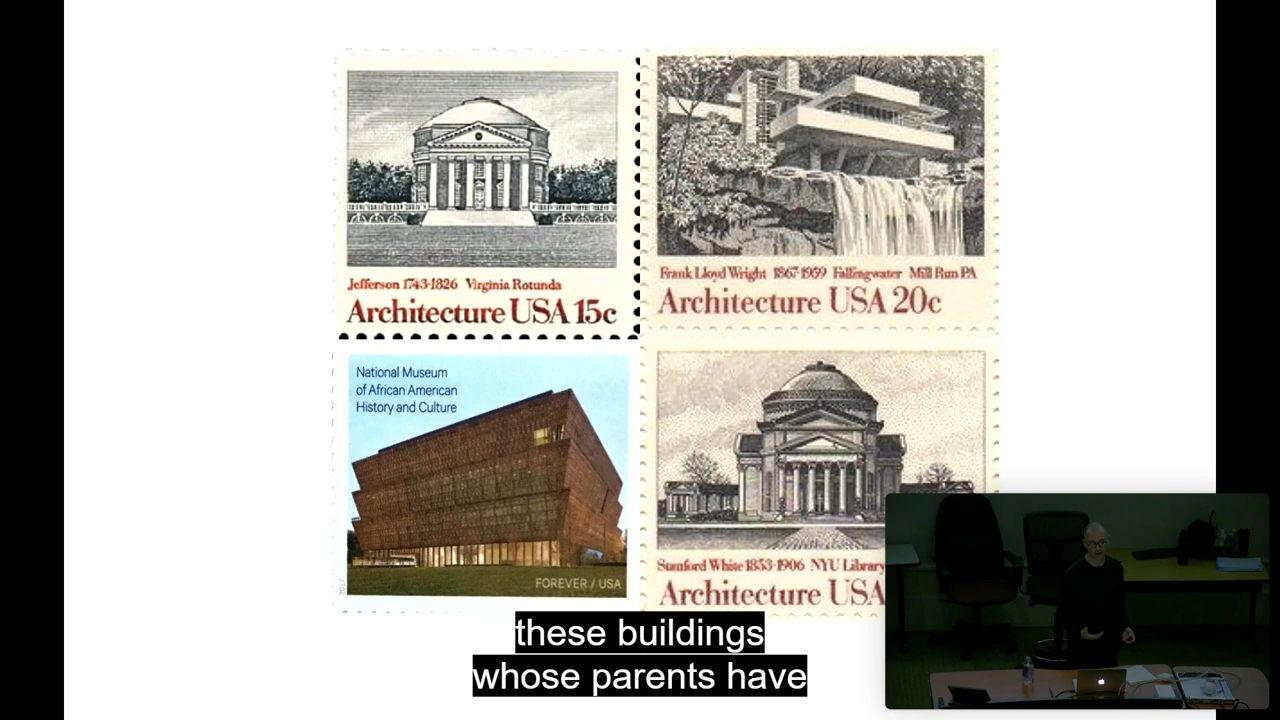 Jefferson 1743-1826 Virginia Rotunda
Architecture USA 15c
Frank Lloyd Wright 1867-1959 Fallingwater Mill Run PA
Architecture USA 20c
National Museum
of African American
History and Culture
FOREVER / USA
2017
Stanford White 1853-1906 NYU Library
Architecture USA
these buildings
whose parents have